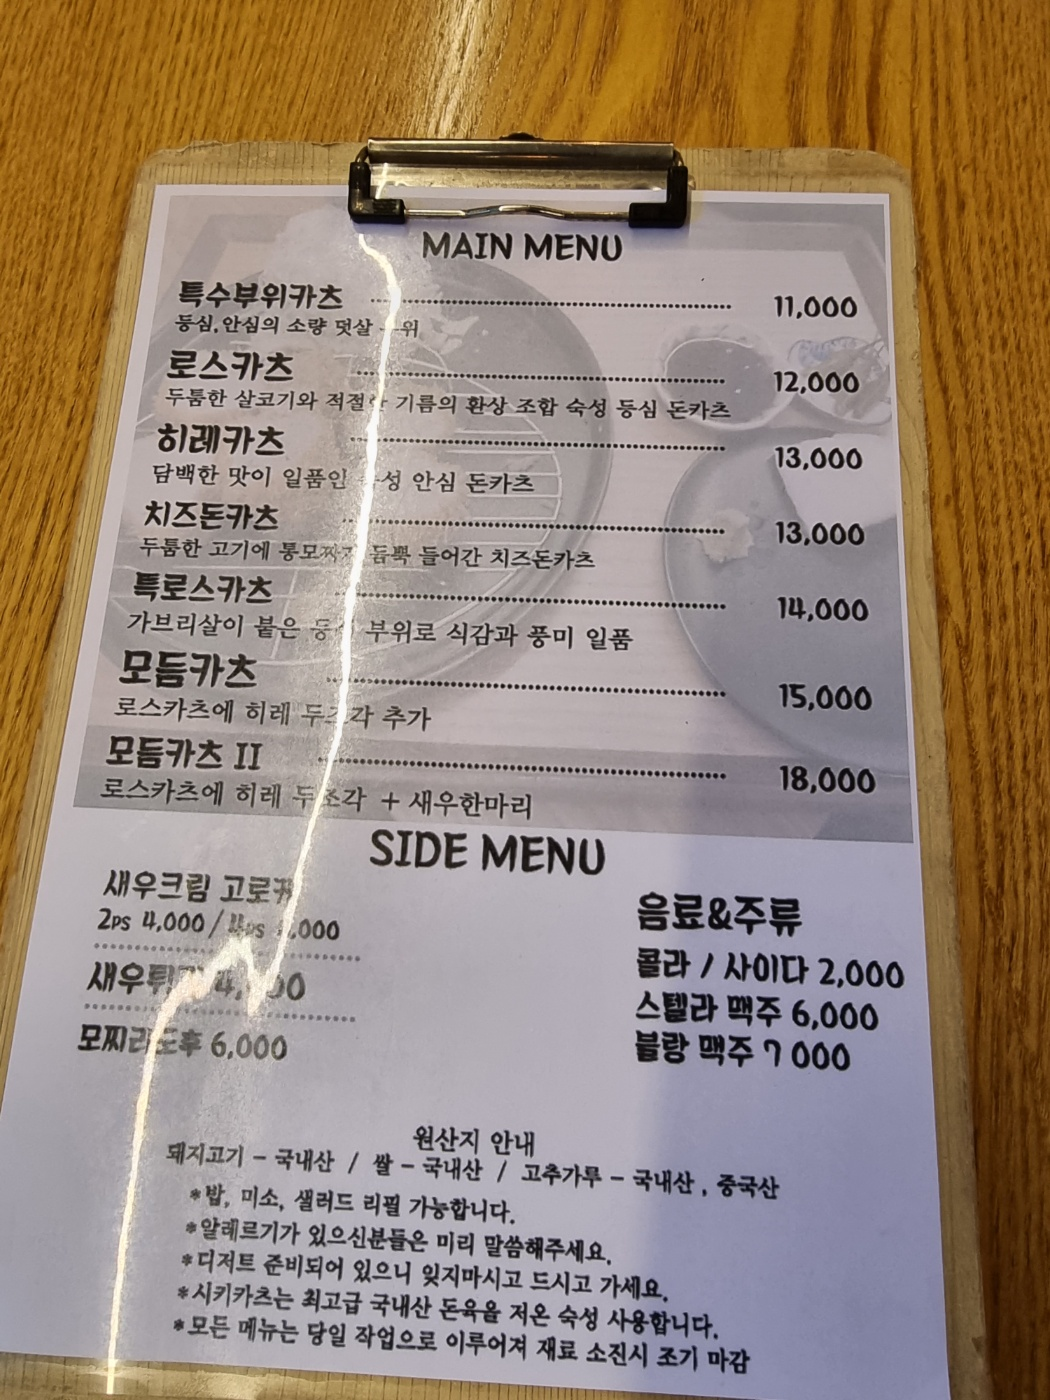 MAIN MENU
특수부위카츠 11,000
등심,안심의 소량 덧살 위
로스카츠 12,000
두툼한 살코기와 적절한 기름의 환상 조합 숙성 등심 돈카츠
히레카츠 13,000
담백한 맛이 일품인 숙성 안심 돈카츠
치즈돈카츠 13,000
두툼한 고기에 통모짜가 듬뿍 들어간 치즈돈카츠
특로스카츠 14,000
가브리살이 붙은 등심 부위로 식감과 풍미 일품
모듬카츠 15,000
로스카츠에 히레 두조각 추가
모듬카츠 II 18,000
로스카츠에 히레 두조각 + 새우한마리
SIDE MENU
새우크림 고로케
2ps 4,000 / 4ps
새우튀김
모찌리도후 6,000
음료&주류
콜라 / 사이다 2,000
스텔라 맥주 6,000
블랑 맥주 7 000
원산지 안내
돼지고기 - 국내산 / 쌀 - 국내산 / 고추가루 - 국내산 , 중국산
*밥, 미소, 샐러드 리필 가능합니다.
*알레르기가 있으신분들은 미리 말씀해주세요.
*디저트 준비되어 있으니 잊지마시고 드시고 가세요.
*시키카츠는 최고급 국내산 돈육을 저온 숙성 사용합니다.
*모든 메뉴는 당일 작업으로 이루어져 재료 소진시 조기 마감